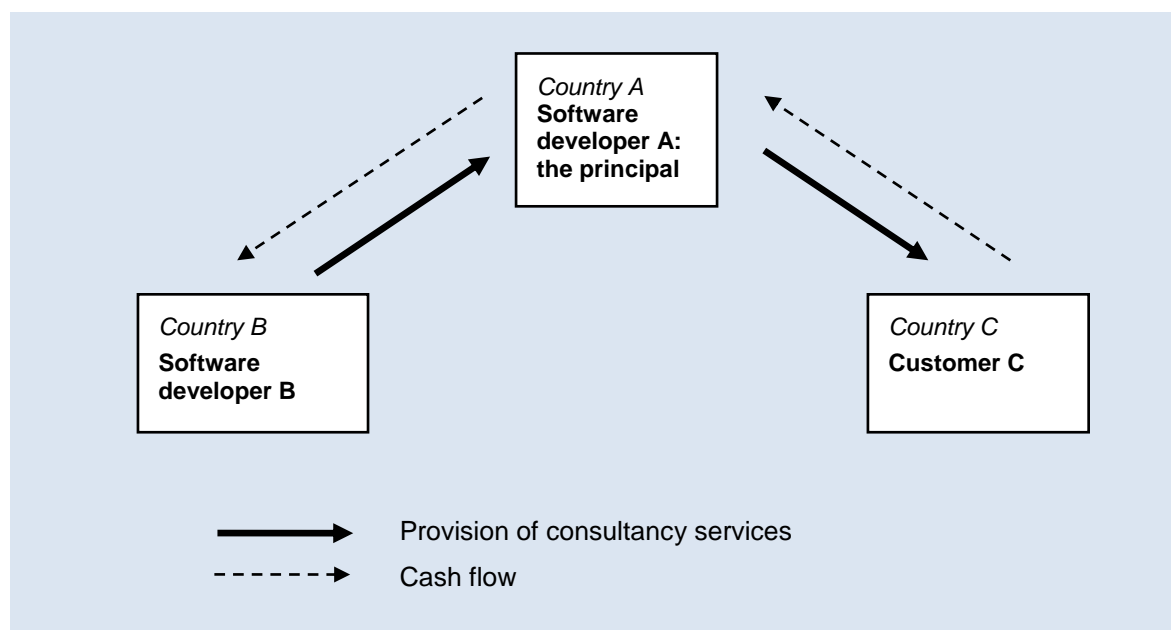 Country A
Software
developer A:
the principal
Country B
Software
developer B
Country C
Customer C
Provision of consultancy services
Cash flow